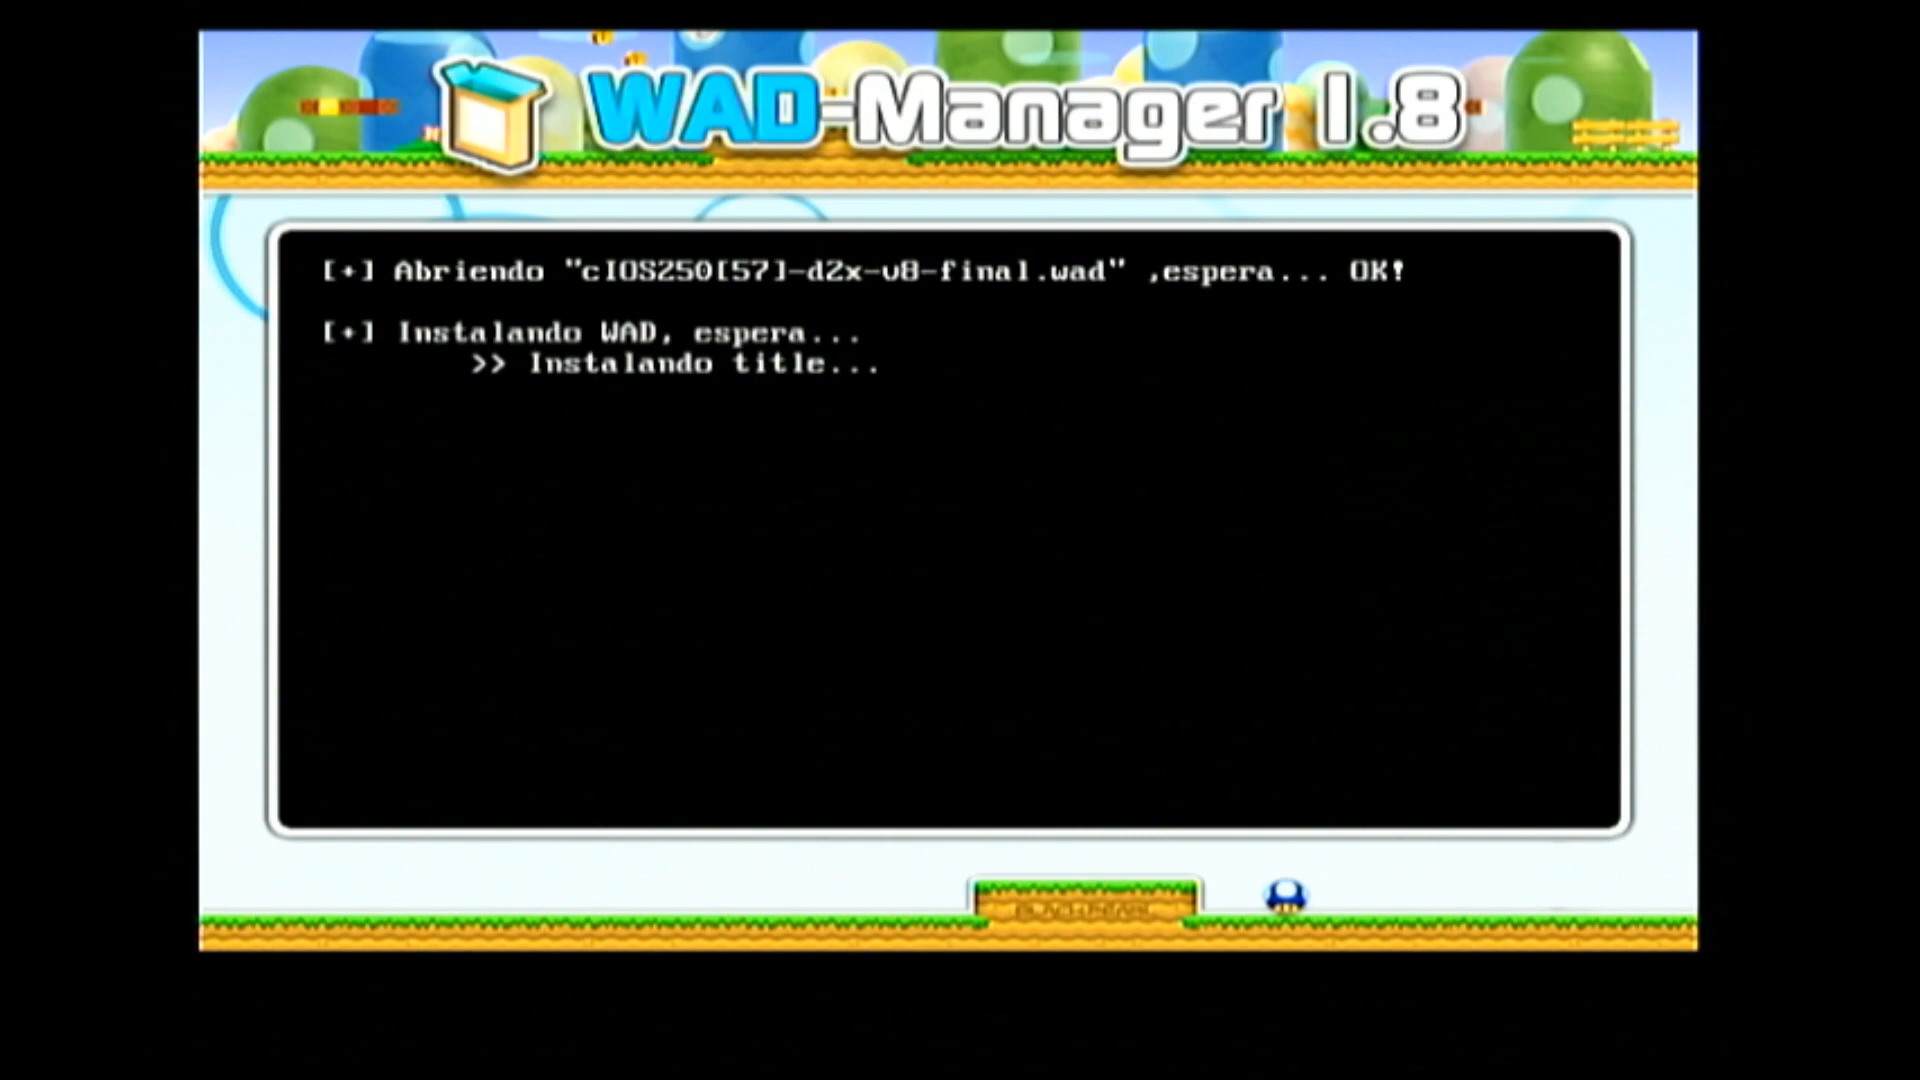 WAD-Manager 1.8
[+] Abriendo "cIOS250[57]-d2x-v8-final.wad" ,espera... OK!
[+] Instalando WAD, espera...
>> Instalando title...